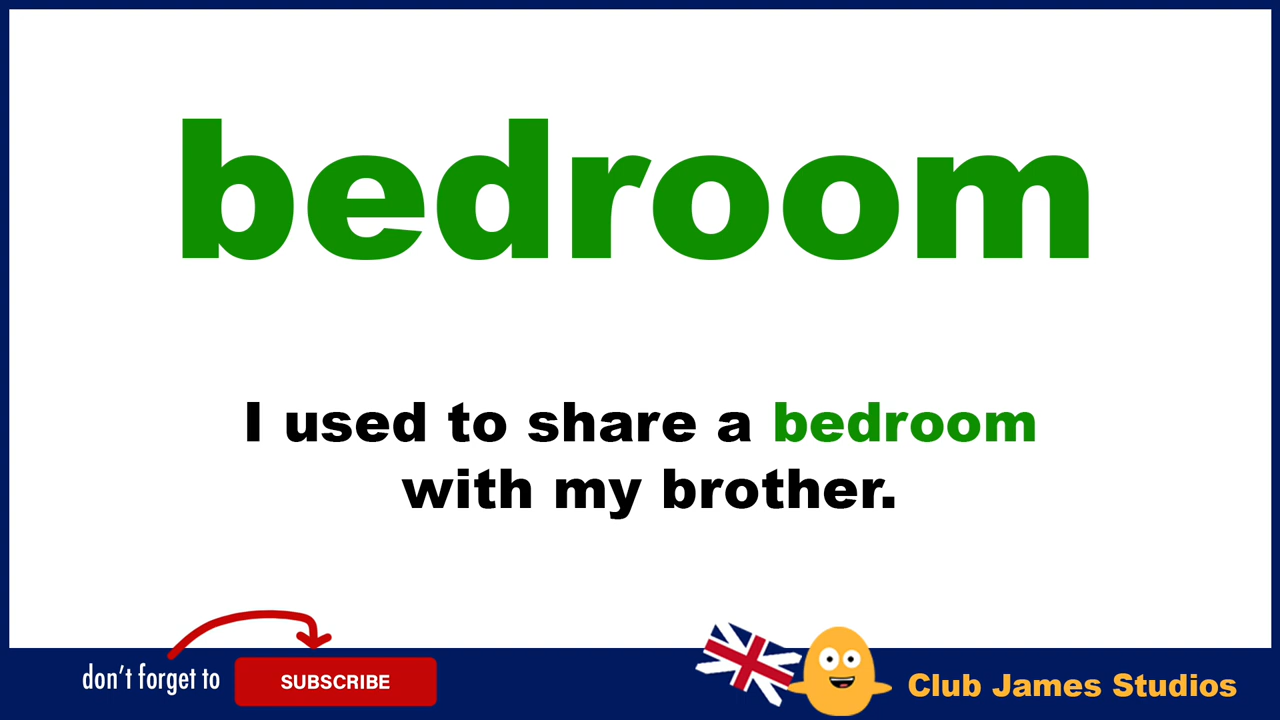 bedroom
I used to share a bedroom
with my brother.
don't forget to
SUBSCRIBE
Club James Studios